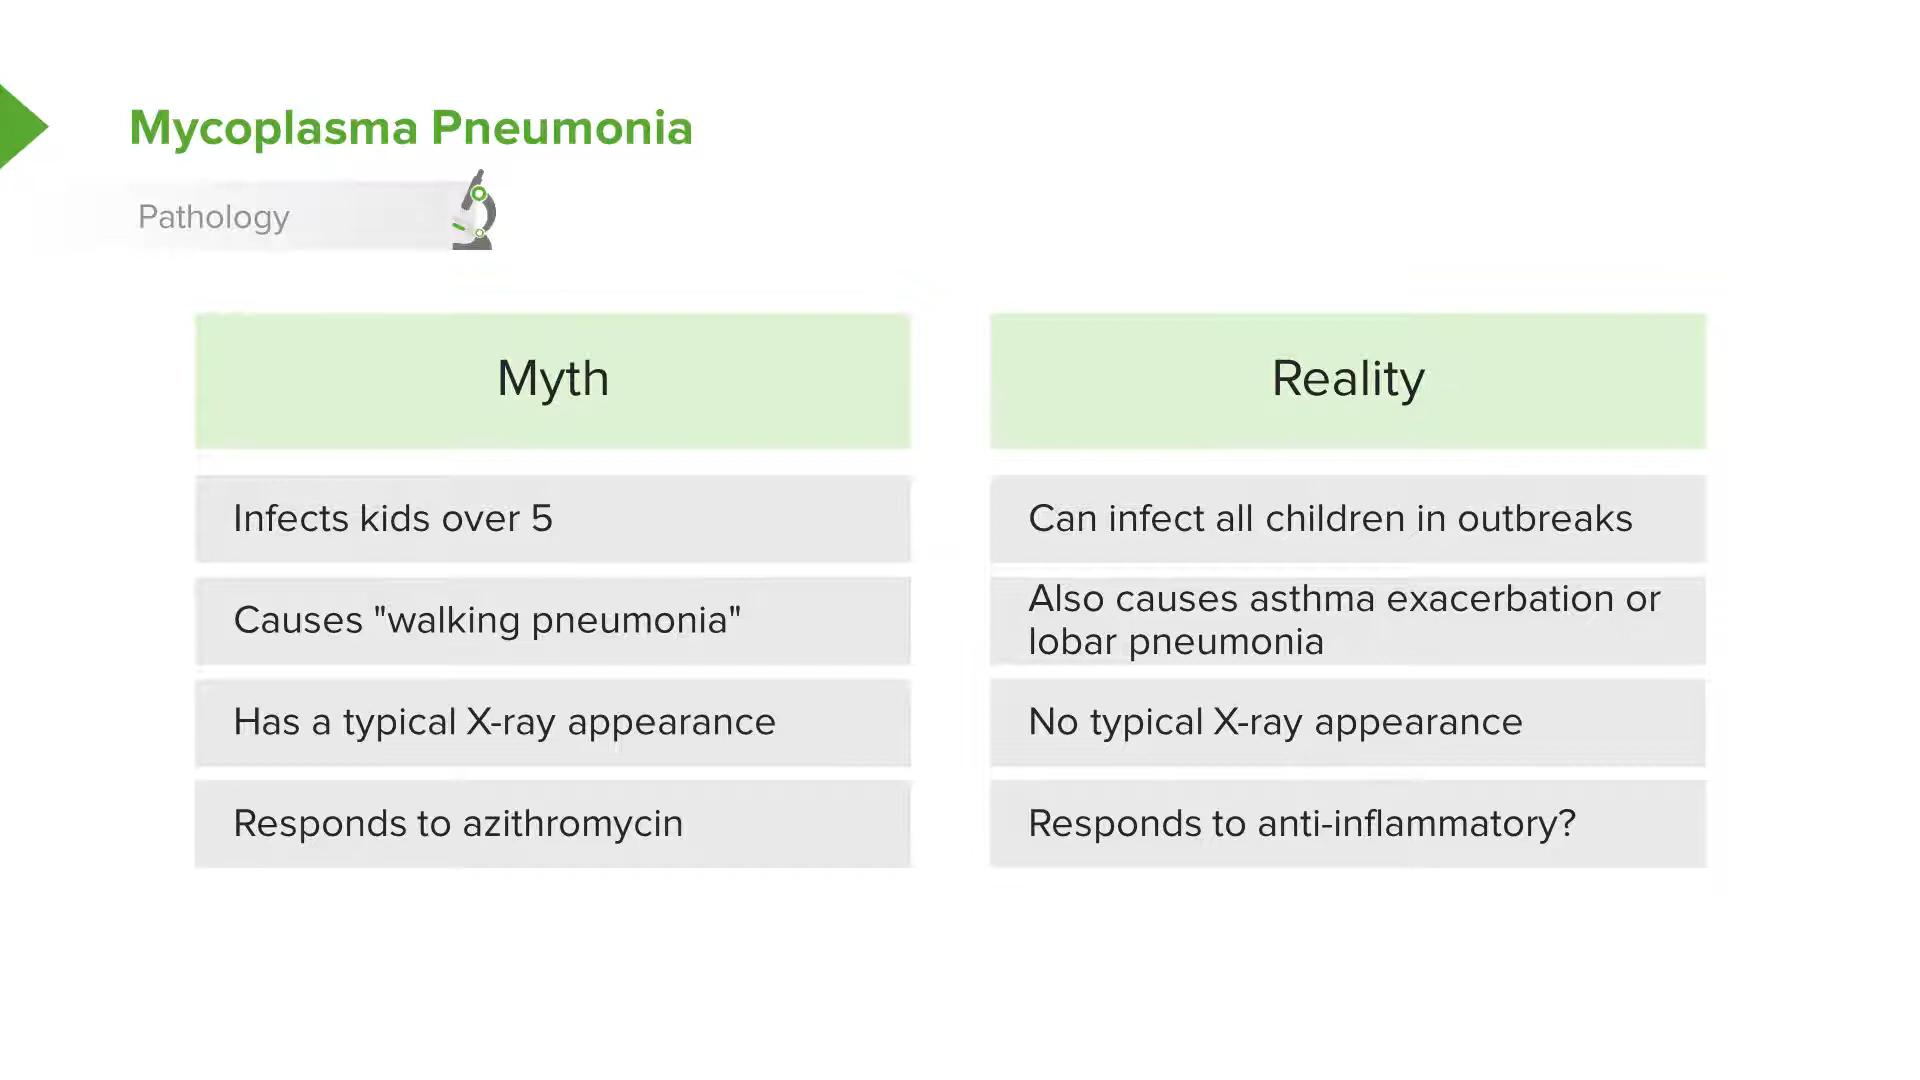 Mycoplasma Pneumonia
Pathology
Myth
Reality
Infects kids over 5
Can infect all children in outbreaks
Causes "walking pneumonia"
Also causes asthma exacerbation or
lobar pneumonia
Has a typical X-ray appearance
No typical X-ray appearance
Responds to azithromycin
Responds to anti-inflammatory?